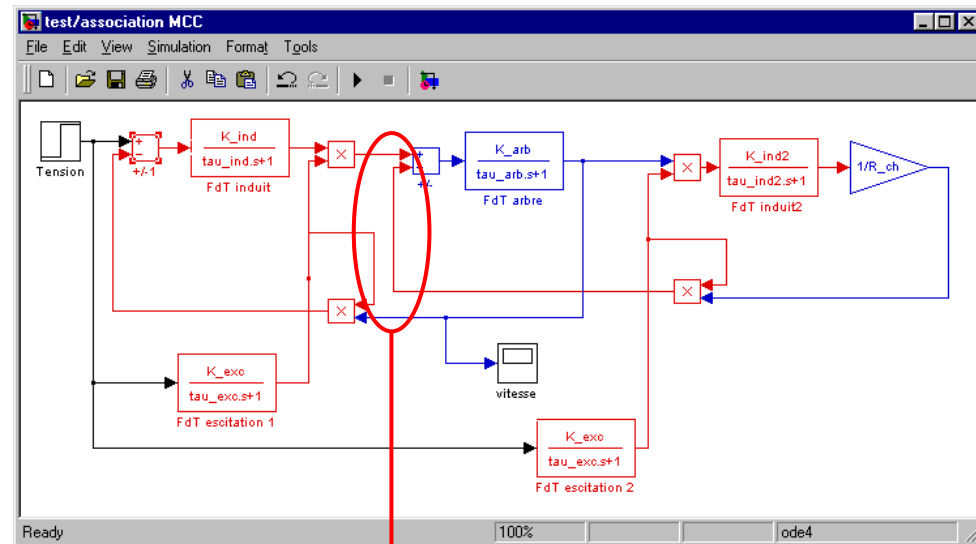 test/association MCC
File Edit View Simulation Format Tools
Tension
+
−
+/-1
K_ind
tau_ind.s+1
FdT induit
×
+
+/-
K_arb
tau_arb.s+1
FdT arbre
×
K_ind2
tau_ind2.s+1
FdT induit2
1/R_ch
×
×
vitesse
K_exc
tau_exc.s+1
FdT escitation 1
K_exc
tau_exc.s+1
FdT escitation 2
Ready 100% ode4